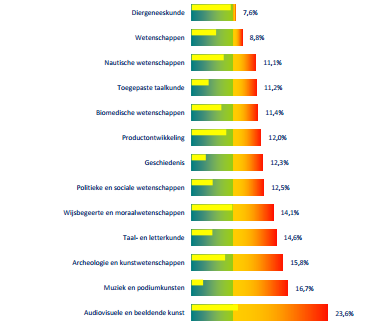 Diergeneeskunde 7,6%
Wetenschappen 8,8%
Nautische wetenschappen 11,1%
Toegepaste taalkunde 11,2%
Biomedische wetenschappen 11,4%
Productontwikkeling 12,0%
Geschiedenis 12,3%
Politieke en sociale wetenschappen 12,5%
Wijsbegeerte en moraalwetenschappen 14,1%
Taal- en letterkunde 14,6%
Archeologie en kunstwetenschappen 15,8%
Muziek en podiumkunsten 16,7%
Audiovisuele en beeldende kunst 23,6%